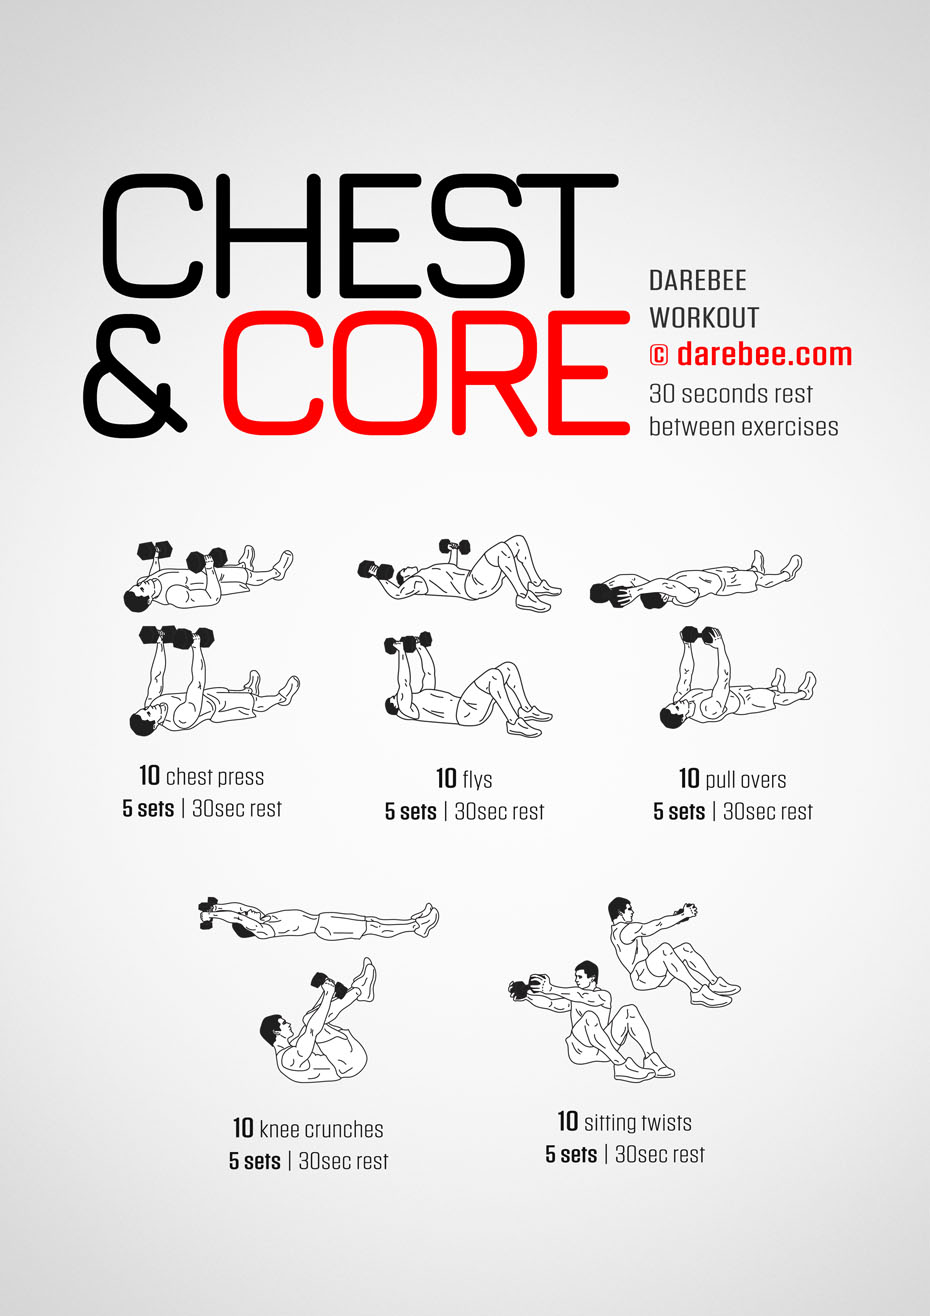 CHEST
& CORE
DAREBEE
WORKOUT
© darebee.com
30 seconds rest
between exercises
10 chest press
5 sets | 30sec rest
10 flys
5 sets | 30sec rest
10 pull overs
5 sets | 30sec rest
10 knee crunches
5 sets | 30sec rest
10 sitting twists
5 sets | 30sec rest